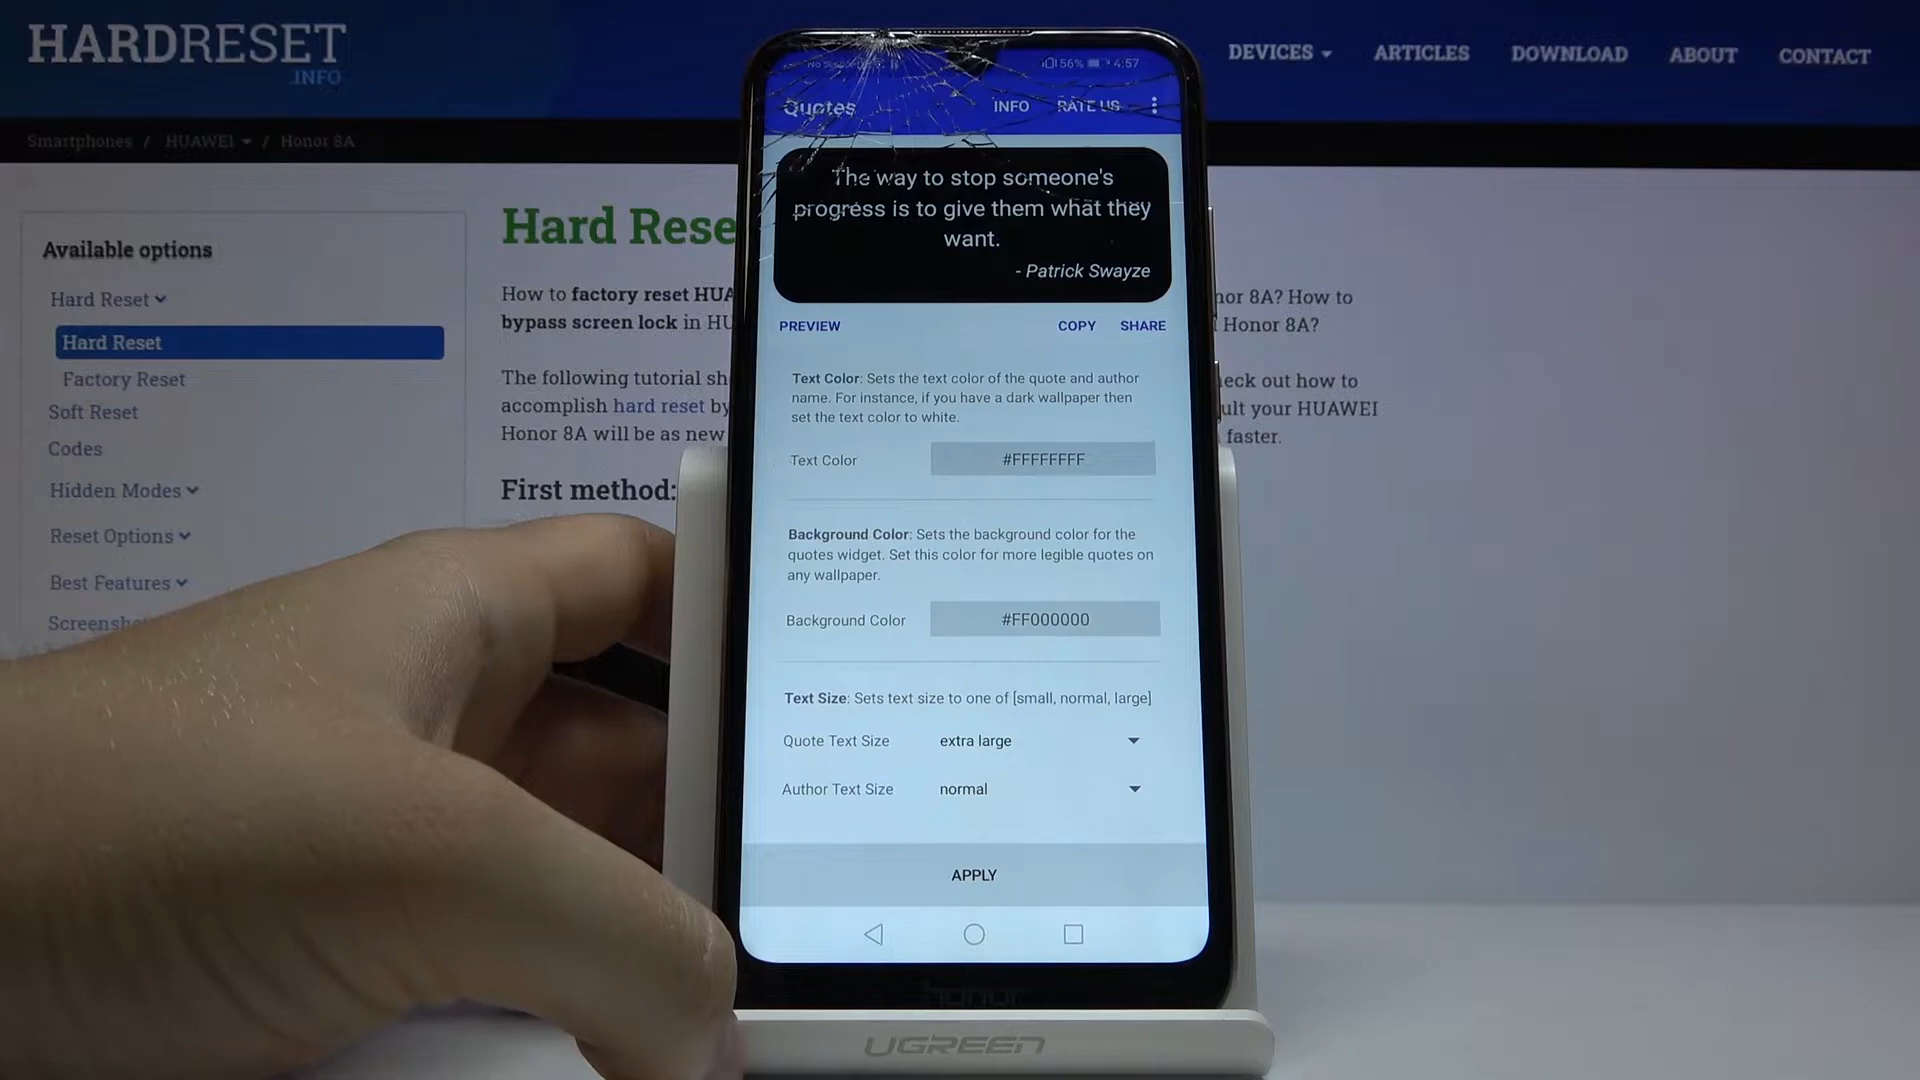 HARDRESET
.INFO
DEVICES
ARTICLES
DOWNLOAD
ABOUT
CONTACT
Smartphones / HUAWEI / Honor 8A
Available options
Hard Reset
Hard Reset
Factory Reset
Soft Reset
Codes
Hidden Modes
Reset Options
Best Features
Hard Rese
How to factory reset HUA
bypass screen lock in HU
nor 8A? How to
Honor 8A?
The following tutorial sh
accomplish hard reset by
Honor 8A will be as new
eck out how to
ult your HUAWEI
faster.
First method:
56% 4:57
Quotes
INFO
RATE US
The way to stop someone's
progress is to give them what they
want.
- Patrick Swayze
PREVIEW
COPY
SHARE
Text Color: Sets the text color of the quote and author
name. For instance, if you have a dark wallpaper then
set the text color to white.
Text Color
#FFFFFFFF
Background Color: Sets the background color for the
quotes widget. Set this color for more legible quotes on
any wallpaper.
Background Color
#FF000000
Text Size: Sets text size to one of [small, normal, large]
Quote Text Size
extra large
Author Text Size
normal
APPLY
honor
UGREEN